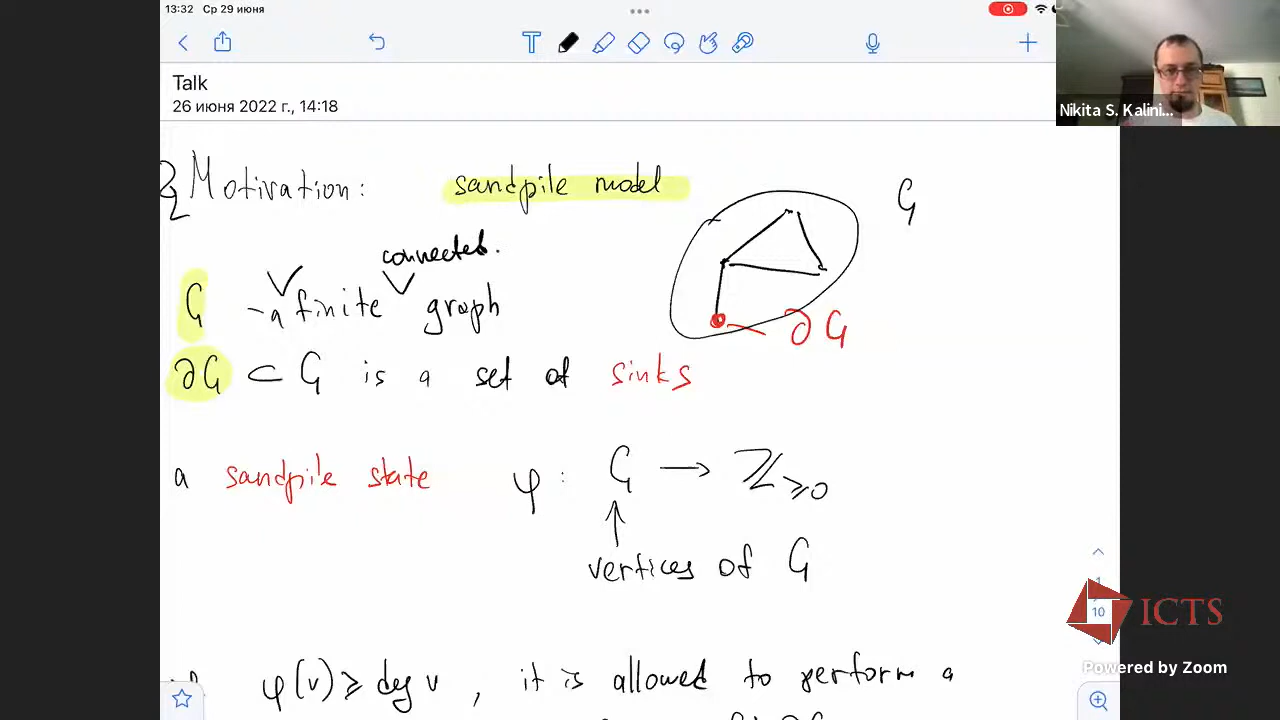 13:32 Ср 29 июня
Talk
26 июня 2022 г., 14:18
Nikita S. Kalini...
Motivation: sandpile model
G
connected.
G - a finite graph
∂G
∂G ⊂ G is a set of sinks
a sandpile state φ : G → ℤ≥0
vertices of G
φ(v) ≥ deg v , it is allowed to perform a
10
ICTS
Powered by Zoom